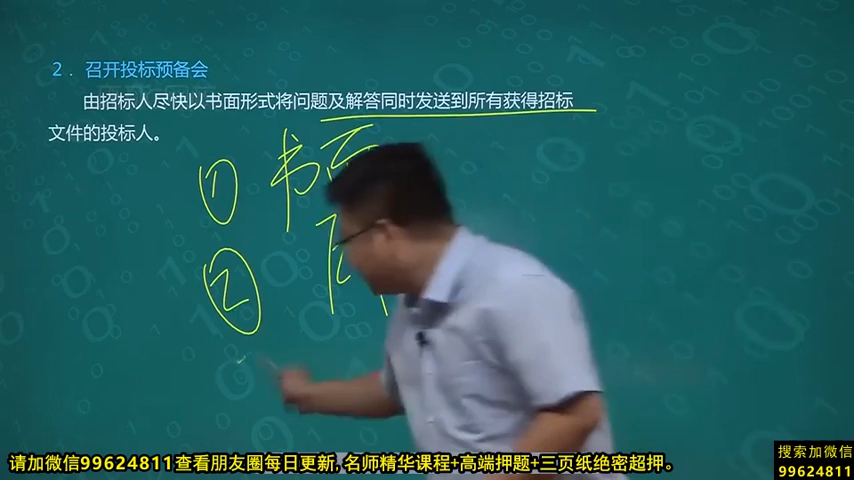 2． 召开投标预备会
由招标人尽快以书面形式将问题及解答同时发送到所有获得招标
文件的投标人。
① 书面
②
请加微信99624811查看朋友圈每日更新,名师精华课程+高端押题+三页纸绝密超押。
搜索加微信
99624811